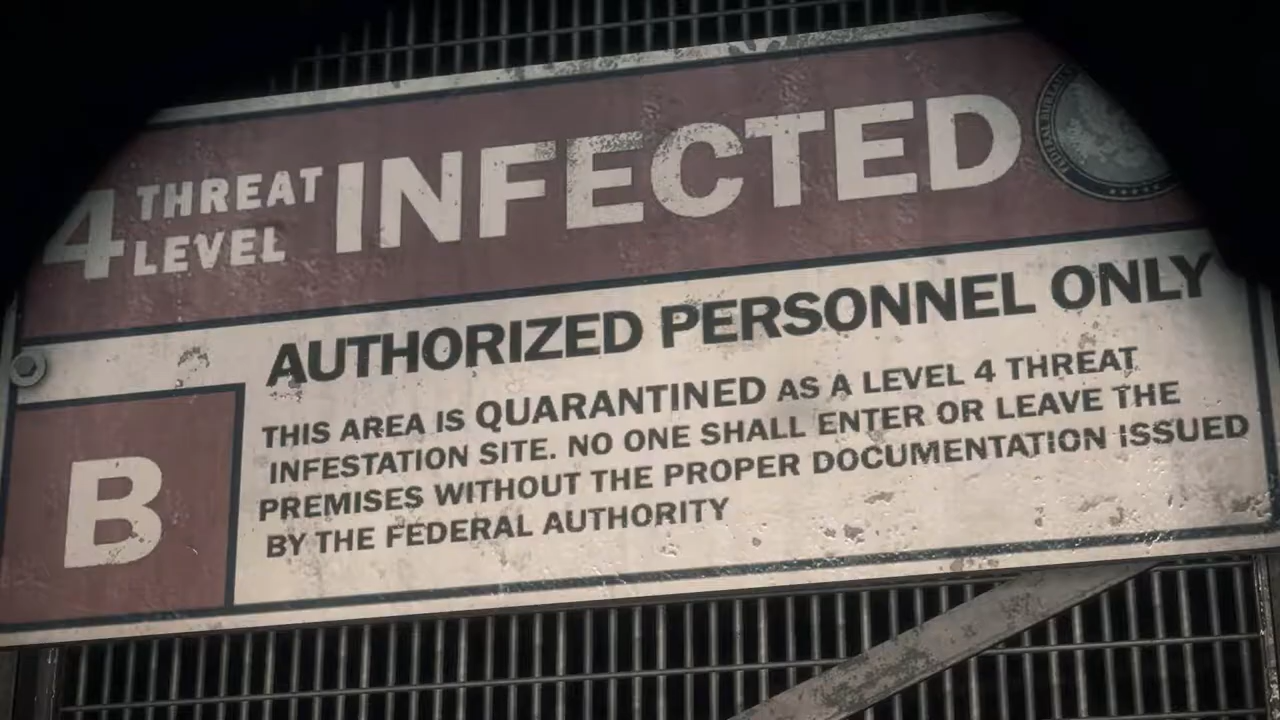 4 THREAT LEVEL INFECTED
AUTHORIZED PERSONNEL ONLY
THIS AREA IS QUARANTINED AS A LEVEL 4 THREAT
INFESTATION SITE. NO ONE SHALL ENTER OR LEAVE THE
PREMISES WITHOUT THE PROPER DOCUMENTATION ISSUED
BY THE FEDERAL AUTHORITY
B